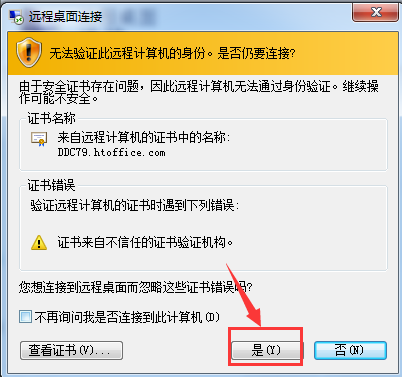 远程桌面连接
无法验证此远程计算机的身份。是否仍要连接?
由于安全证书存在问题，因此远程计算机无法通过身份验证。继续操
作可能不安全。
证书名称
来自远程计算机的证书中的名称:
DDC79.htoffice.com
证书错误
验证远程计算机的证书时遇到下列错误:
证书来自不信任的证书验证机构。
您想连接到远程桌面而忽略这些证书错误吗?
不再询问我是否连接到此计算机(D)
查看证书(V)...
是(Y)
否(N)